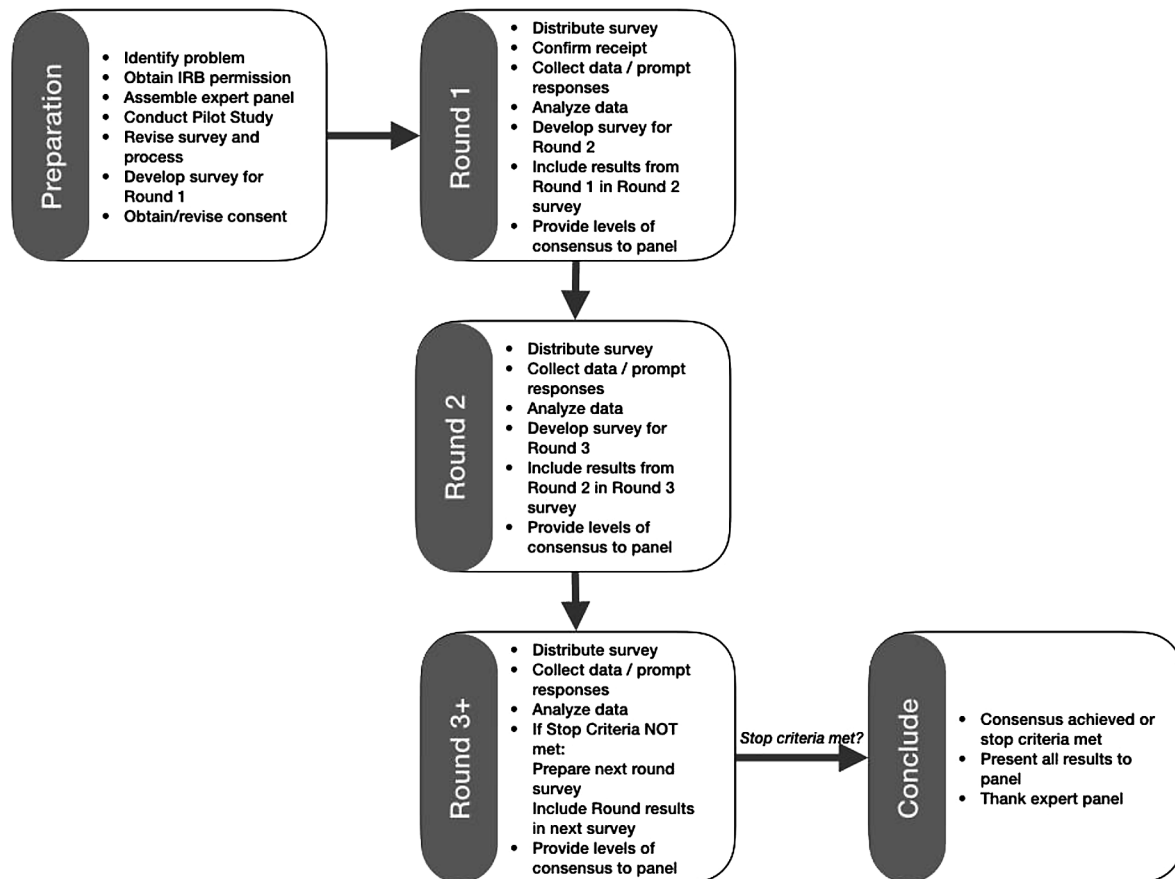 Preparation
• Identify problem
• Obtain IRB permission
• Assemble expert panel
• Conduct Pilot Study
• Revise survey and
process
• Develop survey for
Round 1
• Obtain/revise consent
Round 1
• Distribute survey
• Confirm receipt
• Collect data / prompt
responses
• Analyze data
• Develop survey for
Round 2
• Include results from
Round 1 in Round 2
survey
• Provide levels of
consensus to panel
Round 2
• Distribute survey
• Collect data / prompt
responses
• Analyze data
• Develop survey for
Round 3
• Include results from
Round 2 in Round 3
survey
• Provide levels of
consensus to panel
Round 3+
• Distribute survey
• Collect data / prompt
responses
• Analyze data
• If Stop Criteria NOT
met:
Prepare next round
survey
Include Round results
in next survey
• Provide levels of
consensus to panel
Stop criteria met?
Conclude
• Consensus achieved or
stop criteria met
• Present all results to
panel
• Thank expert panel